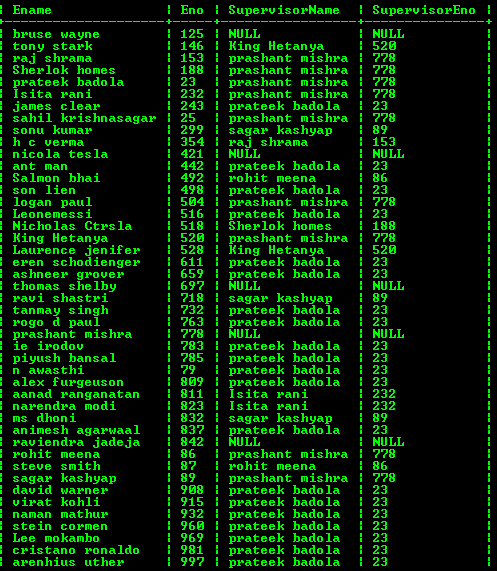 | Ename | Eno | SupervisorName | SupervisorEno |
| bruse wayne | 125 | NULL | NULL |
| tony stark | 146 | King Hetanya | 520 |
| raj shrama | 153 | prashant mishra | 778 |
| Sherlok homes | 188 | prashant mishra | 778 |
| prateek badola | 23 | prashant mishra | 778 |
| Isita rani | 232 | prashant mishra | 778 |
| james clear | 243 | prateek badola | 23 |
| sahil krishnasagar | 25 | prashant mishra | 778 |
| sonu kumar | 299 | sagar kashyap | 89 |
| h c verma | 354 | raj shrama | 153 |
| nicola tesla | 421 | NULL | NULL |
| ant man | 442 | prateek badola | 23 |
| Salmon bhai | 492 | rohit meena | 86 |
| son lien | 498 | prateek badola | 23 |
| logan paul | 504 | prashant mishra | 778 |
| Leonemessi | 516 | prateek badola | 23 |
| Nicholas Ctrsla | 518 | Sherlok homes | 188 |
| King Hetanya | 520 | prashant mishra | 778 |
| Laurence jenifer | 528 | King Hetanya | 520 |
| eren schodienger | 611 | prateek badola | 23 |
| ashneer grover | 659 | prateek badola | 23 |
| thomas shelby | 697 | NULL | NULL |
| ravi shastri | 718 | sagar kashyap | 89 |
| tanmay singh | 732 | prateek badola | 23 |
| rogo d paul | 763 | prateek badola | 23 |
| prashant mishra | 778 | NULL | NULL |
| ie irodov | 783 | prateek badola | 23 |
| piyush bansal | 785 | prateek badola | 23 |
| n awasthi | 79 | prateek badola | 23 |
| alex furgeuson | 809 | prateek badola | 23 |
| aanad ranganatan | 811 | Isita rani | 232 |
| narendra modi | 823 | Isita rani | 232 |
| ms dhoni | 832 | sagar kashyap | 89 |
| animesh agarwaal | 837 | prateek badola | 23 |
| raviendra jadeja | 842 | NULL | NULL |
| rohit meena | 86 | prashant mishra | 778 |
| steve smith | 87 | rohit meena | 86 |
| sagar kashyap | 89 | prashant mishra | 778 |
| david warner | 908 | prateek badola | 23 |
| virat kohli | 915 | prateek badola | 23 |
| naman mathur | 932 | prateek badola | 23 |
| stein cormen | 960 | prateek badola | 23 |
| Lee mokambo | 969 | prateek badola | 23 |
| cristano ronaldo | 981 | prateek badola | 23 |
| arenhius uther | 997 | prateek badola | 23 |